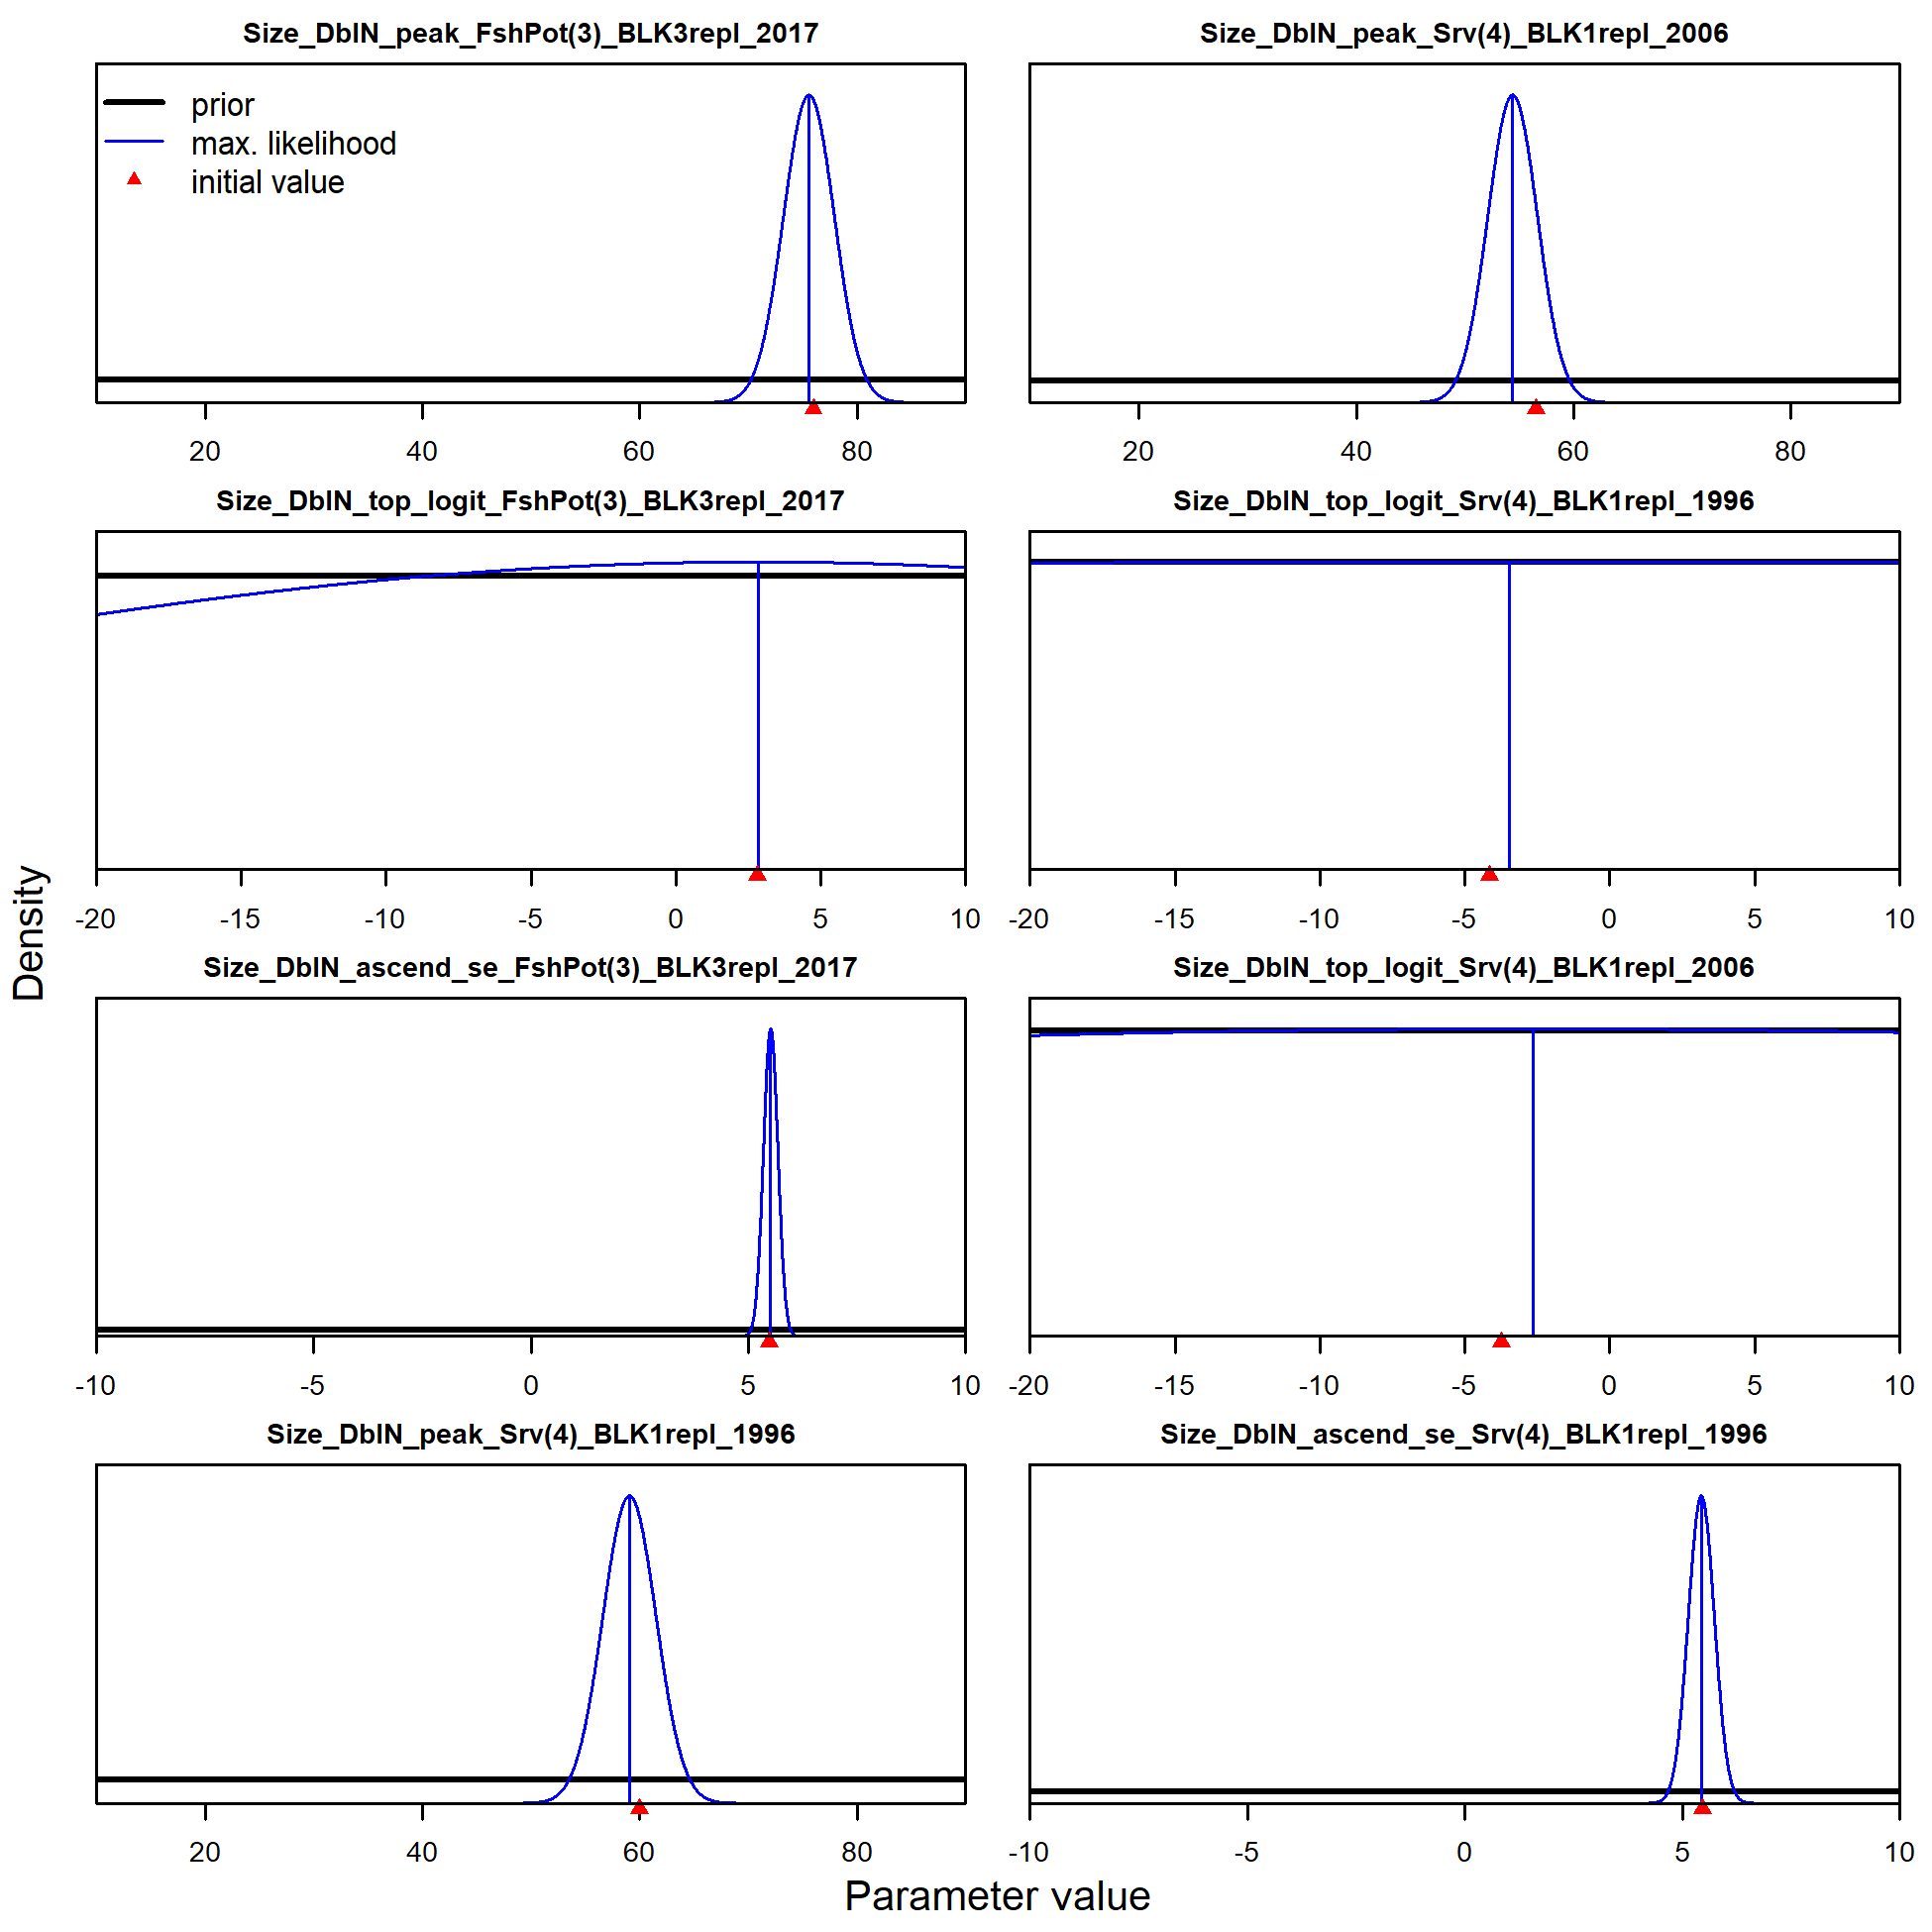 Size_DblN_peak_FshPot(3)_BLK3repl_2017
prior
max. likelihood
initial value
20 40 60 80
Size_DblN_peak_Srv(4)_BLK1repl_2006
20 40 60 80
Size_DblN_top_logit_FshPot(3)_BLK3repl_2017
-20 -15 -10 -5 0 5 10
Size_DblN_top_logit_Srv(4)_BLK1repl_1996
-20 -15 -10 -5 0 5 10
Density
Size_DblN_ascend_se_FshPot(3)_BLK3repl_2017
-10 -5 0 5 10
Size_DblN_top_logit_Srv(4)_BLK1repl_2006
-20 -15 -10 -5 0 5 10
Size_DblN_peak_Srv(4)_BLK1repl_1996
20 40 60 80
Size_DblN_ascend_se_Srv(4)_BLK1repl_1996
-10 -5 0 5 10
Parameter value